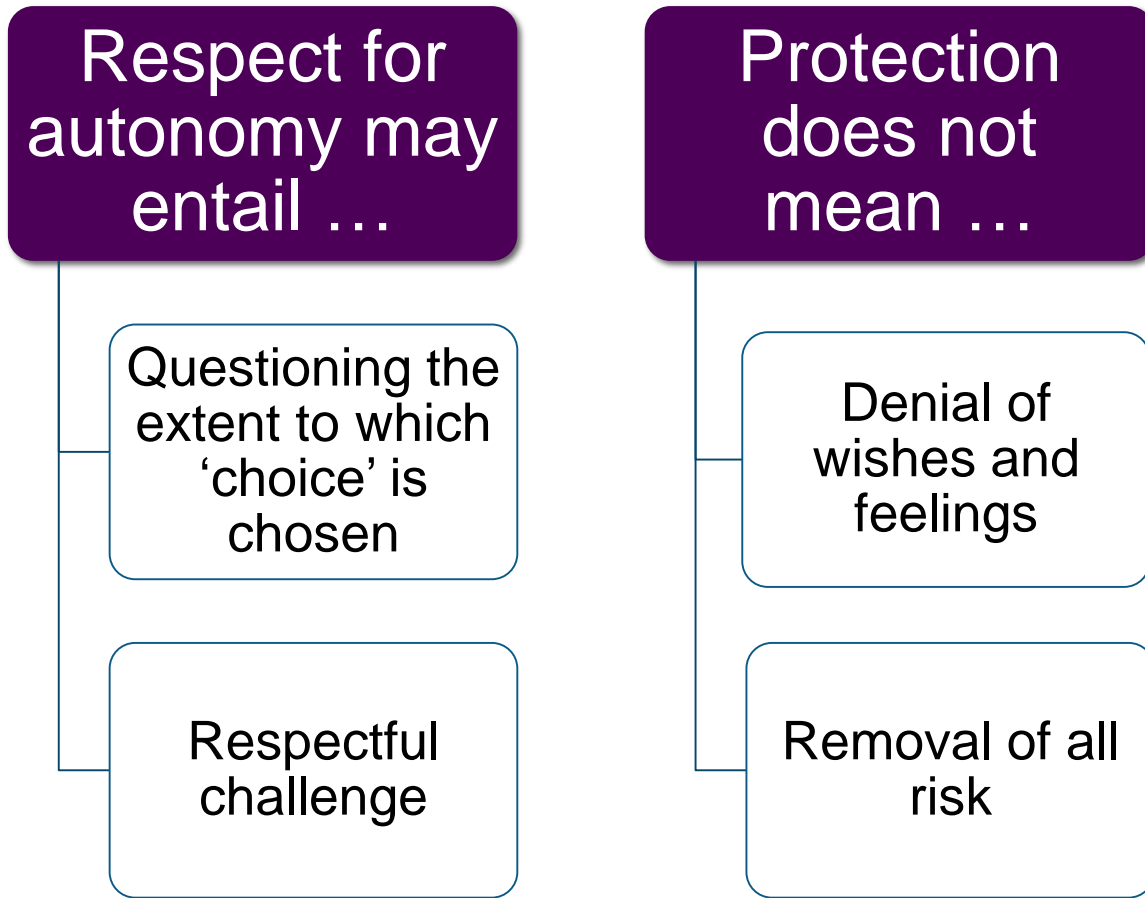 Respect for
autonomy may
entail …
Questioning the
extent to which
‘choice’ is
chosen
Respectful
challenge
Protection
does not
mean …
Denial of
wishes and
feelings
Removal of all
risk